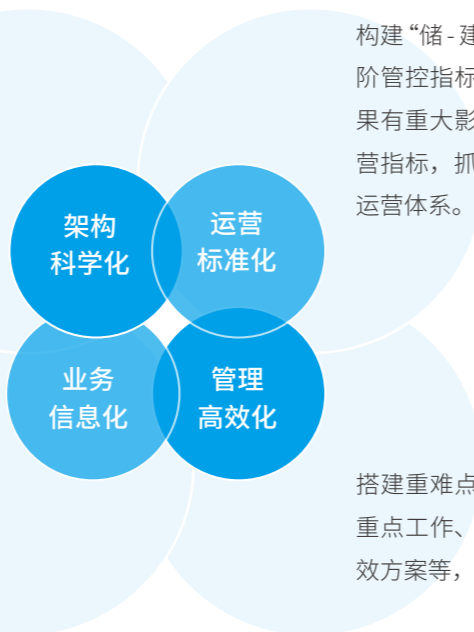 构建“储-建
阶管控指标
果有重大影
营指标，抓
运营体系。
架构
科学化
运营
标准化
业务
信息化
管理
高效化
搭建重难点
重点工作、
效方案等，